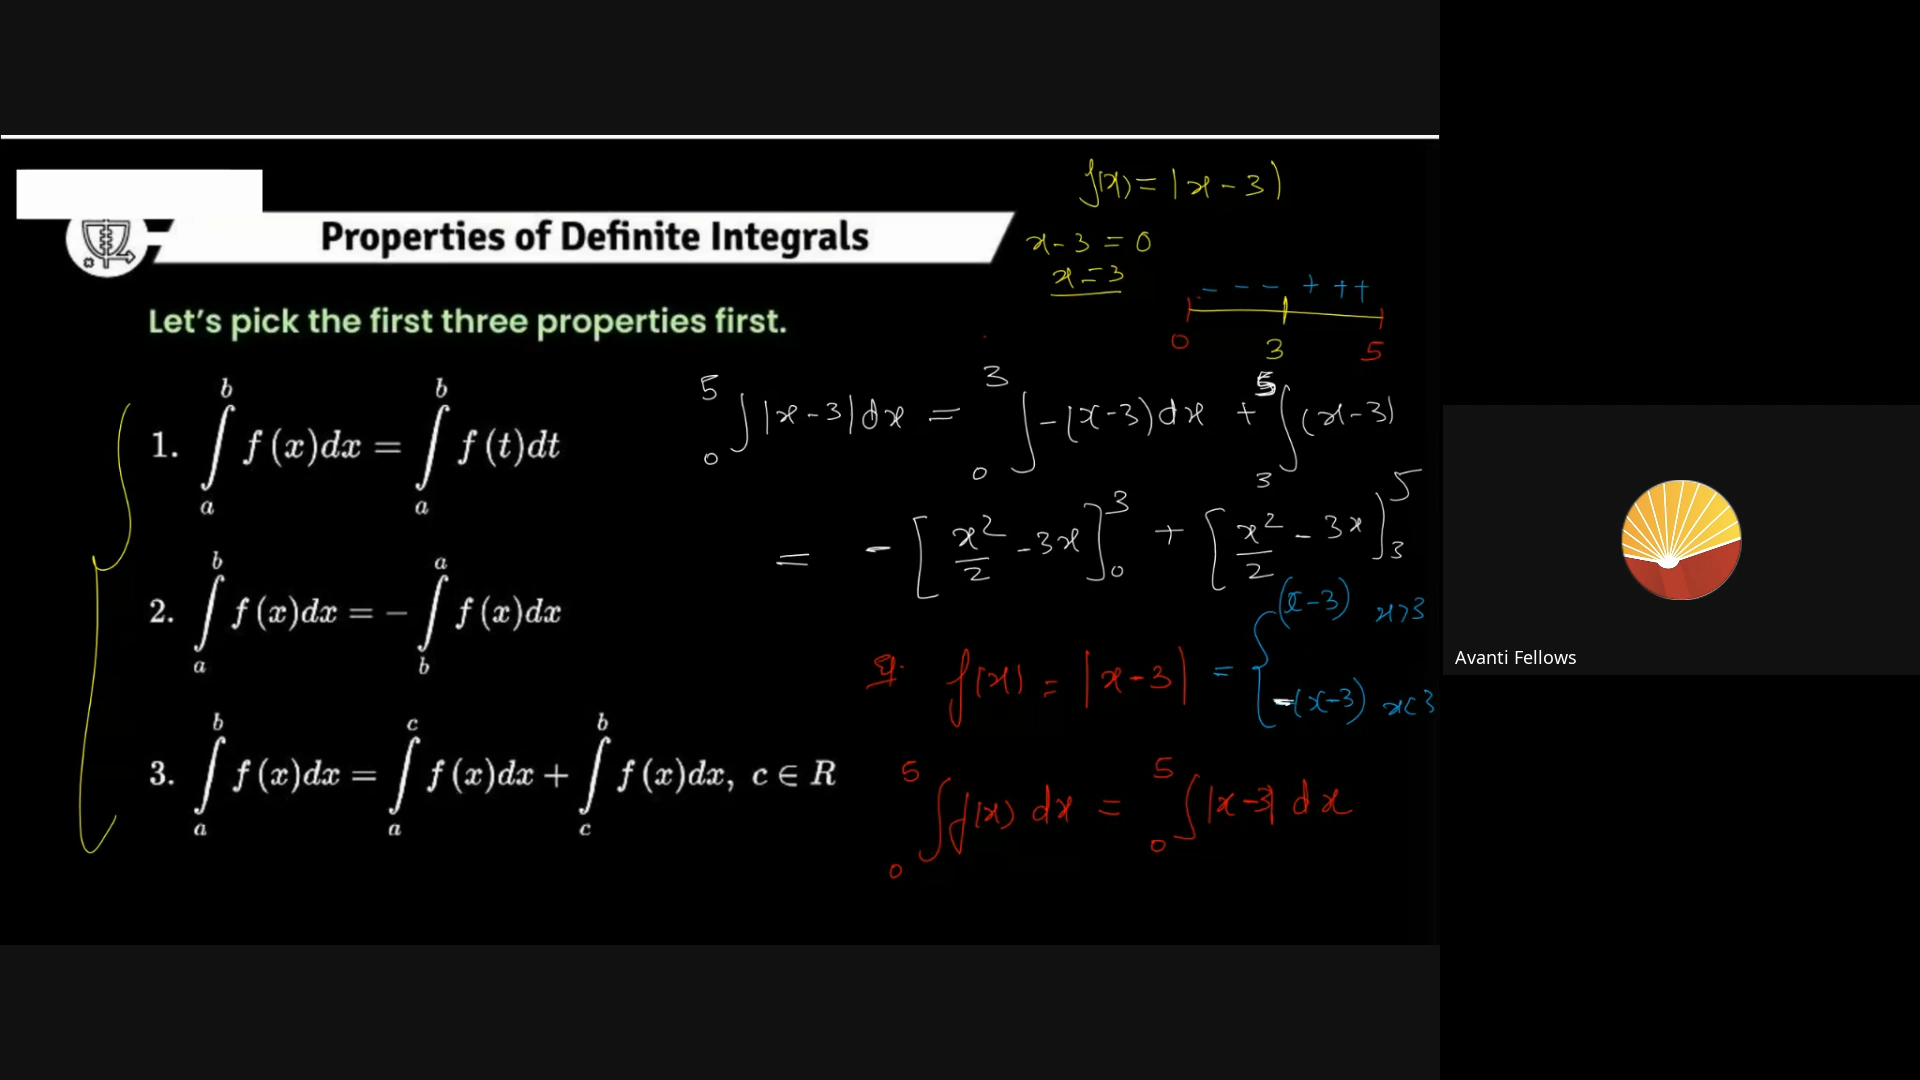 Properties of Definite Integrals
Let's pick the first three properties first.
1. ∫_a^b f(x)dx = ∫_a^b f(t)dt
2. ∫_a^b f(x)dx = − ∫_b^a f(x)dx
3. ∫_a^b f(x)dx = ∫_a^c f(x)dx + ∫_c^b f(x)dx, c ∈ R
f(x) = |x-3|
x-3 = 0
x=3
- - - + + +
0 3 5
∫_0^5 |x-3|dx = ∫_0^3 -(x-3)dx + ∫_3^5 (x-3)
= - [x²/2 - 3x]_0^3 + [x²/2 - 3x]_3^5
f(x) = |x-3| = { (x-3) x>3
-(x-3) x<3
∫_0^5 f(x) dx = ∫_0^5 |x-3| dx
Avanti Fellows